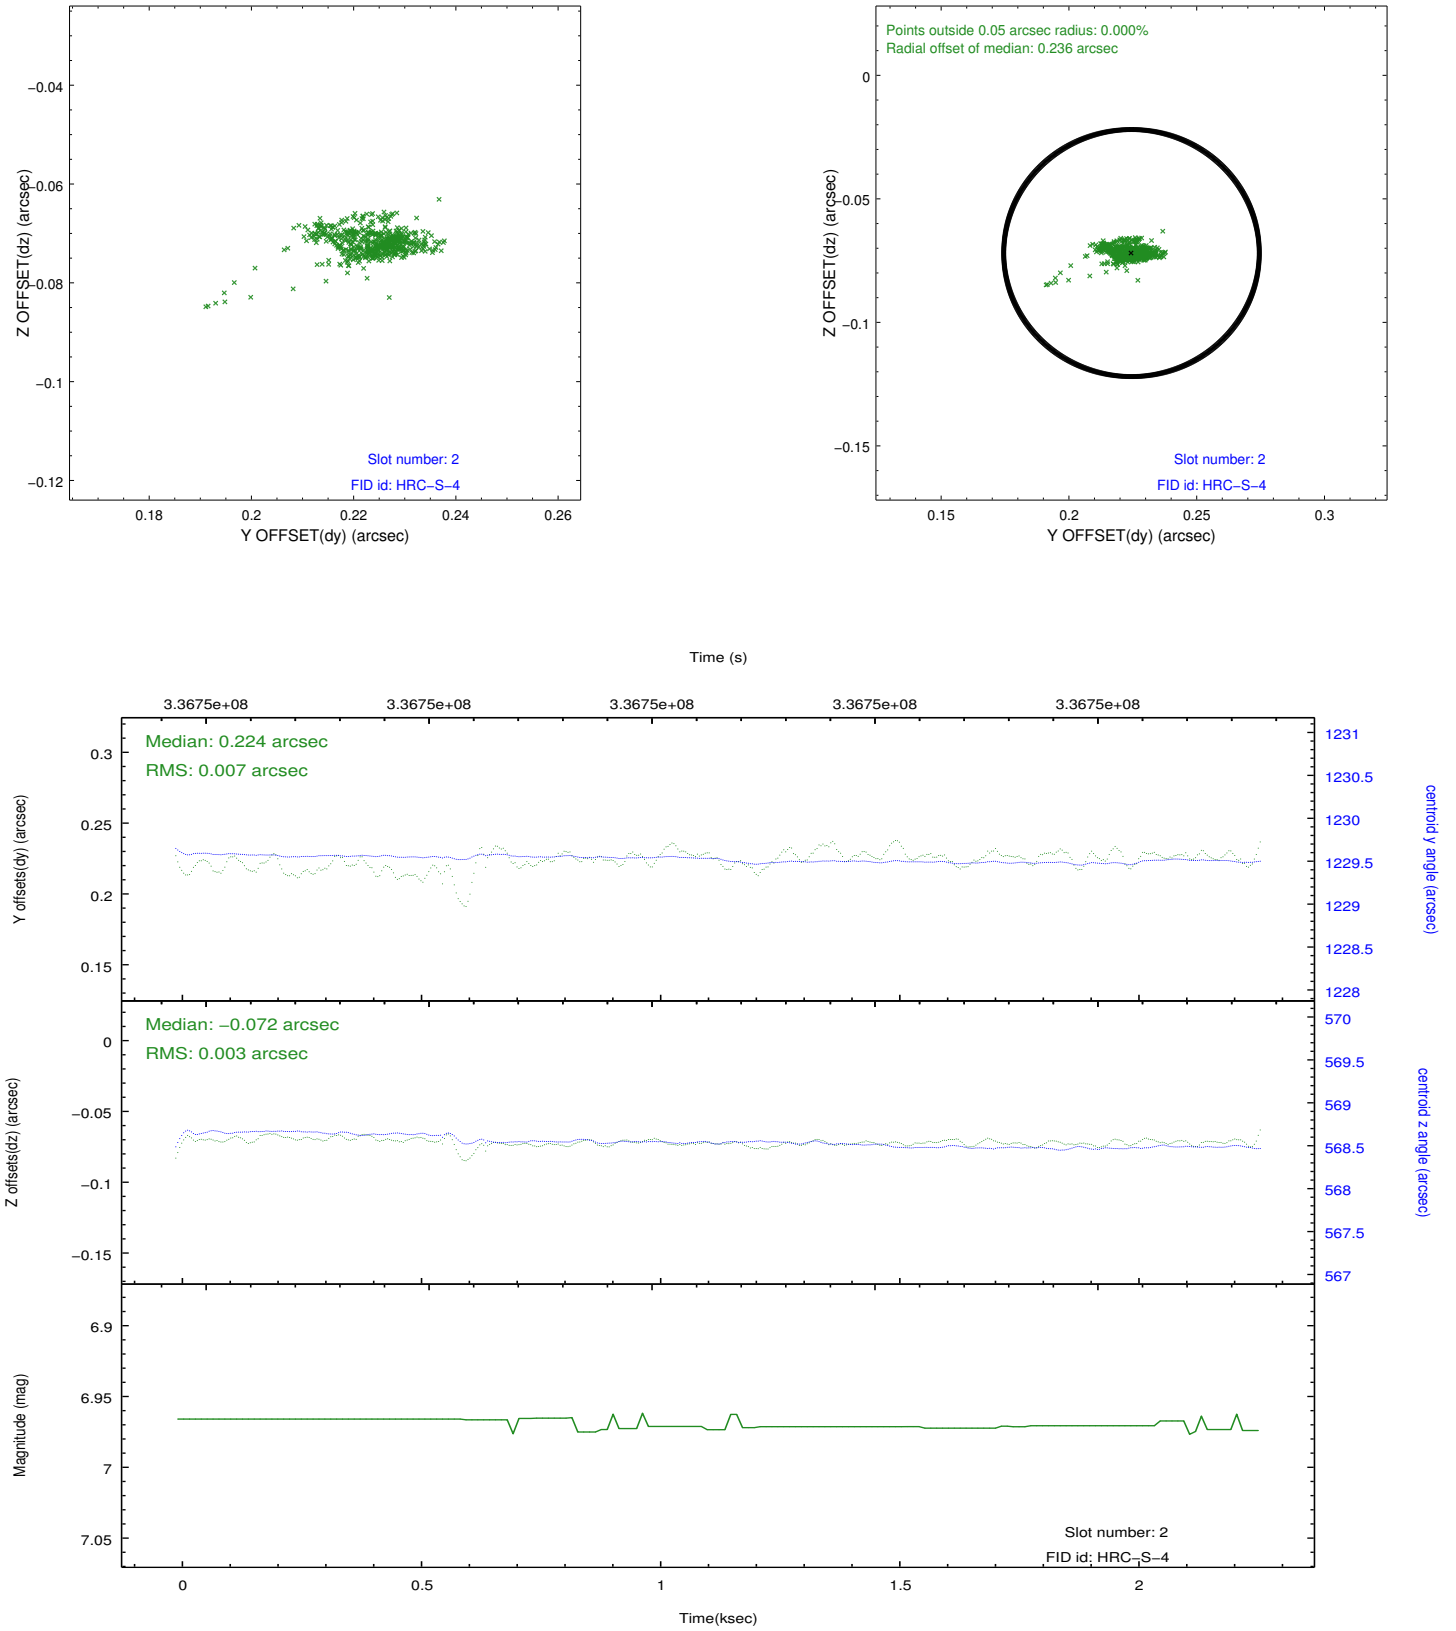 −0.04
−0.06
−0.08
−0.1
−0.12
Z OFFSET(dz) (arcsec)
0.18 0.2 0.22 0.24 0.26
Y OFFSET(dy) (arcsec)
Slot number: 2
FID id: HRC−S−4
Points outside 0.05 arcsec radius: 0.000%
Radial offset of median: 0.236 arcsec
0
−0.05
−0.1
−0.15
Z OFFSET(dz) (arcsec)
Slot number: 2
FID id: HRC−S−4
0.15 0.2 0.25 0.3
Y OFFSET(dy) (arcsec)
Time (s)
3.3675e+08 3.3675e+08 3.3675e+08 3.3675e+08 3.3675e+08
Median: 0.224 arcsec
RMS: 0.007 arcsec
0.3
0.25
0.2
0.15
Y offsets(dy) (arcsec)
1231
1230.5
1230
1229.5
1229
1228.5
1228
centroid y angle (arcsec)
Median: −0.072 arcsec
RMS: 0.003 arcsec
0
−0.05
−0.1
−0.15
Z offsets(dz) (arcsec)
570
569.5
569
568.5
568
567.5
567
centroid z angle (arcsec)
6.9
6.95
7
7.05
Magnitude (mag)
Slot number: 2
FID id: HRC−S−4
0 0.5 1 1.5 2
Time(ksec)